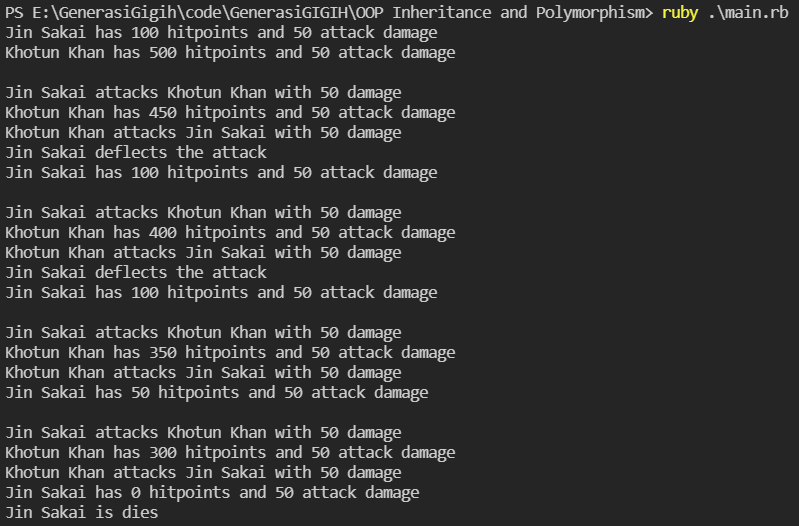 PS E:\GenerasiGigih\code\GenerasiGIGIH\OOP Inheritance and Polymorphism> ruby .\main.rb
Jin Sakai has 100 hitpoints and 50 attack damage
Khotun Khan has 500 hitpoints and 50 attack damage
Jin Sakai attacks Khotun Khan with 50 damage
Khotun Khan has 450 hitpoints and 50 attack damage
Khotun Khan attacks Jin Sakai with 50 damage
Jin Sakai deflects the attack
Jin Sakai has 100 hitpoints and 50 attack damage
Jin Sakai attacks Khotun Khan with 50 damage
Khotun Khan has 400 hitpoints and 50 attack damage
Khotun Khan attacks Jin Sakai with 50 damage
Jin Sakai deflects the attack
Jin Sakai has 100 hitpoints and 50 attack damage
Jin Sakai attacks Khotun Khan with 50 damage
Khotun Khan has 350 hitpoints and 50 attack damage
Khotun Khan attacks Jin Sakai with 50 damage
Jin Sakai has 50 hitpoints and 50 attack damage
Jin Sakai attacks Khotun Khan with 50 damage
Khotun Khan has 300 hitpoints and 50 attack damage
Khotun Khan attacks Jin Sakai with 50 damage
Jin Sakai has 0 hitpoints and 50 attack damage
Jin Sakai is dies